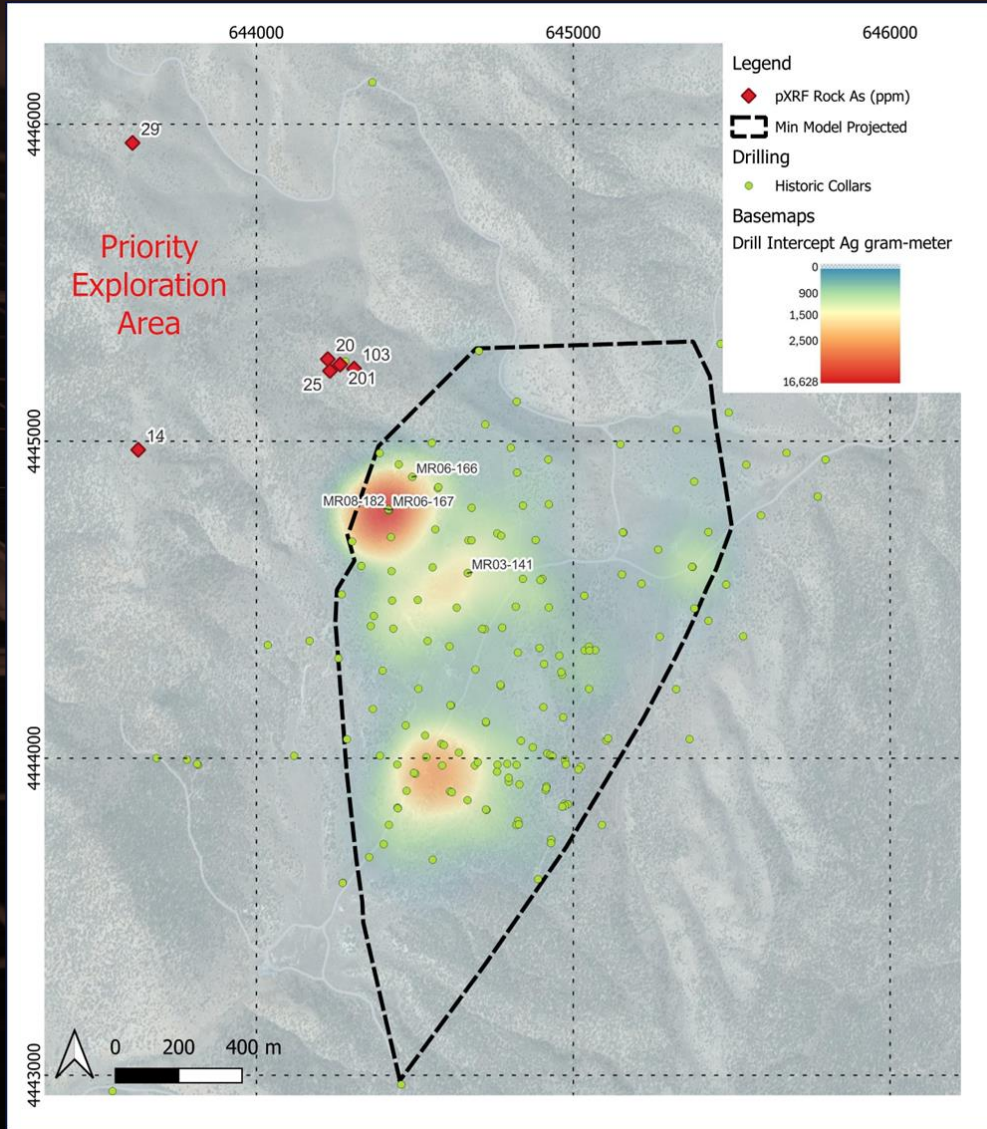 644000
645000
646000
4446000
4445000
4444000
4443000
Legend
pXRF Rock As (ppm)
Min Model Projected
Drilling
Historic Collars
Basemaps
Drill Intercept Ag gram-meter
0
900
1,500
2,500
16,628
29
Priority
Exploration
Area
20
103
25
201
14
MR06-166
MR08-182
MR06-167
MR03-141
0 200 400 m